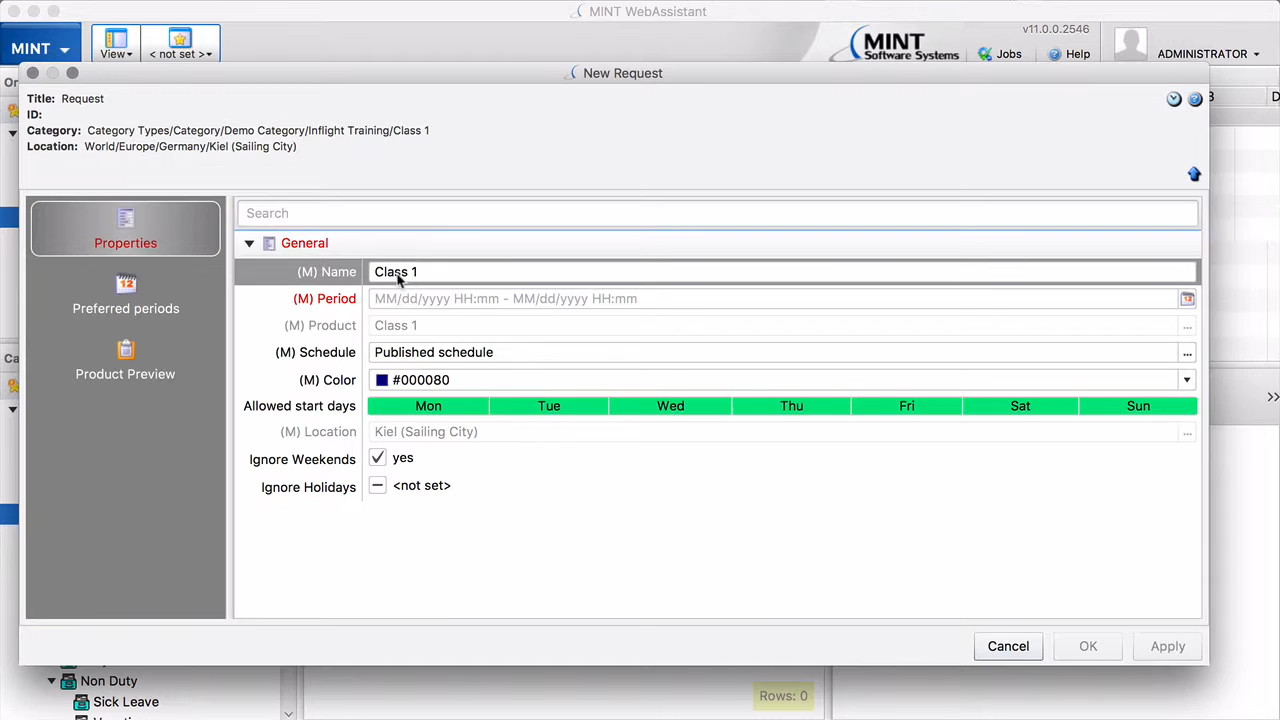 MINT WebAssistant
MINT
View
< not set >
MINT
Software Systems
v11.0.0.2546
Jobs
Help
ADMINISTRATOR
New Request
Title: Request
ID:
Category: Category Types/Category/Demo Category/Inflight Training/Class 1
Location: World/Europe/Germany/Kiel (Sailing City)
Properties
Preferred periods
Product Preview
Search
General
(M) Name Class 1
(M) Period MM/dd/yyyy HH:mm - MM/dd/yyyy HH:mm
(M) Product Class 1 ...
(M) Schedule Published schedule ...
(M) Color #000080
Allowed start days Mon Tue Wed Thu Fri Sat Sun
(M) Location Kiel (Sailing City) ...
Ignore Weekends yes
Ignore Holidays <not set>
Cancel OK Apply
Non Duty
Sick Leave
Rows: 0